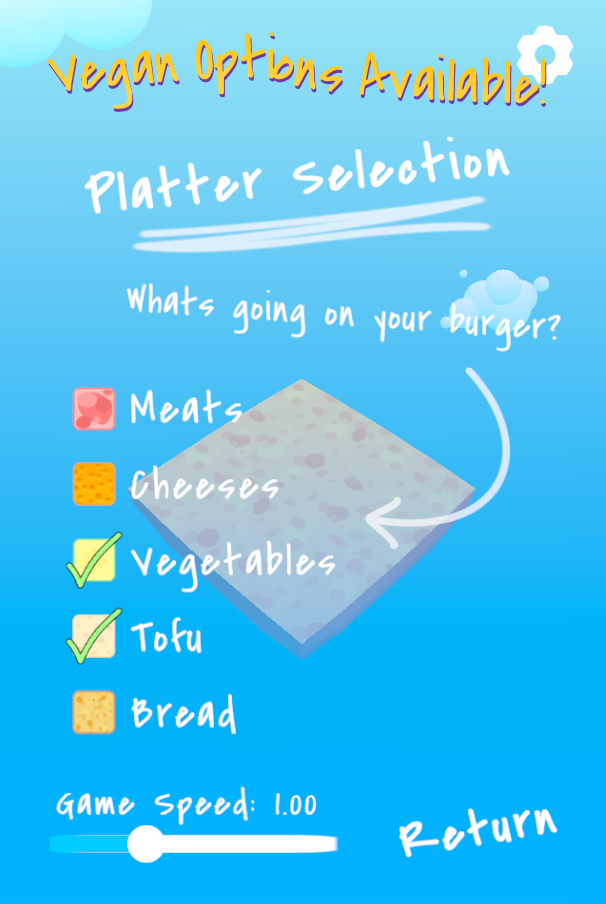 Vegan Options Available!
Platter Selection
Whats going on your burger?
Meats
Cheeses
Vegetables
Tofu
Bread
Game Speed: 1.00
Return